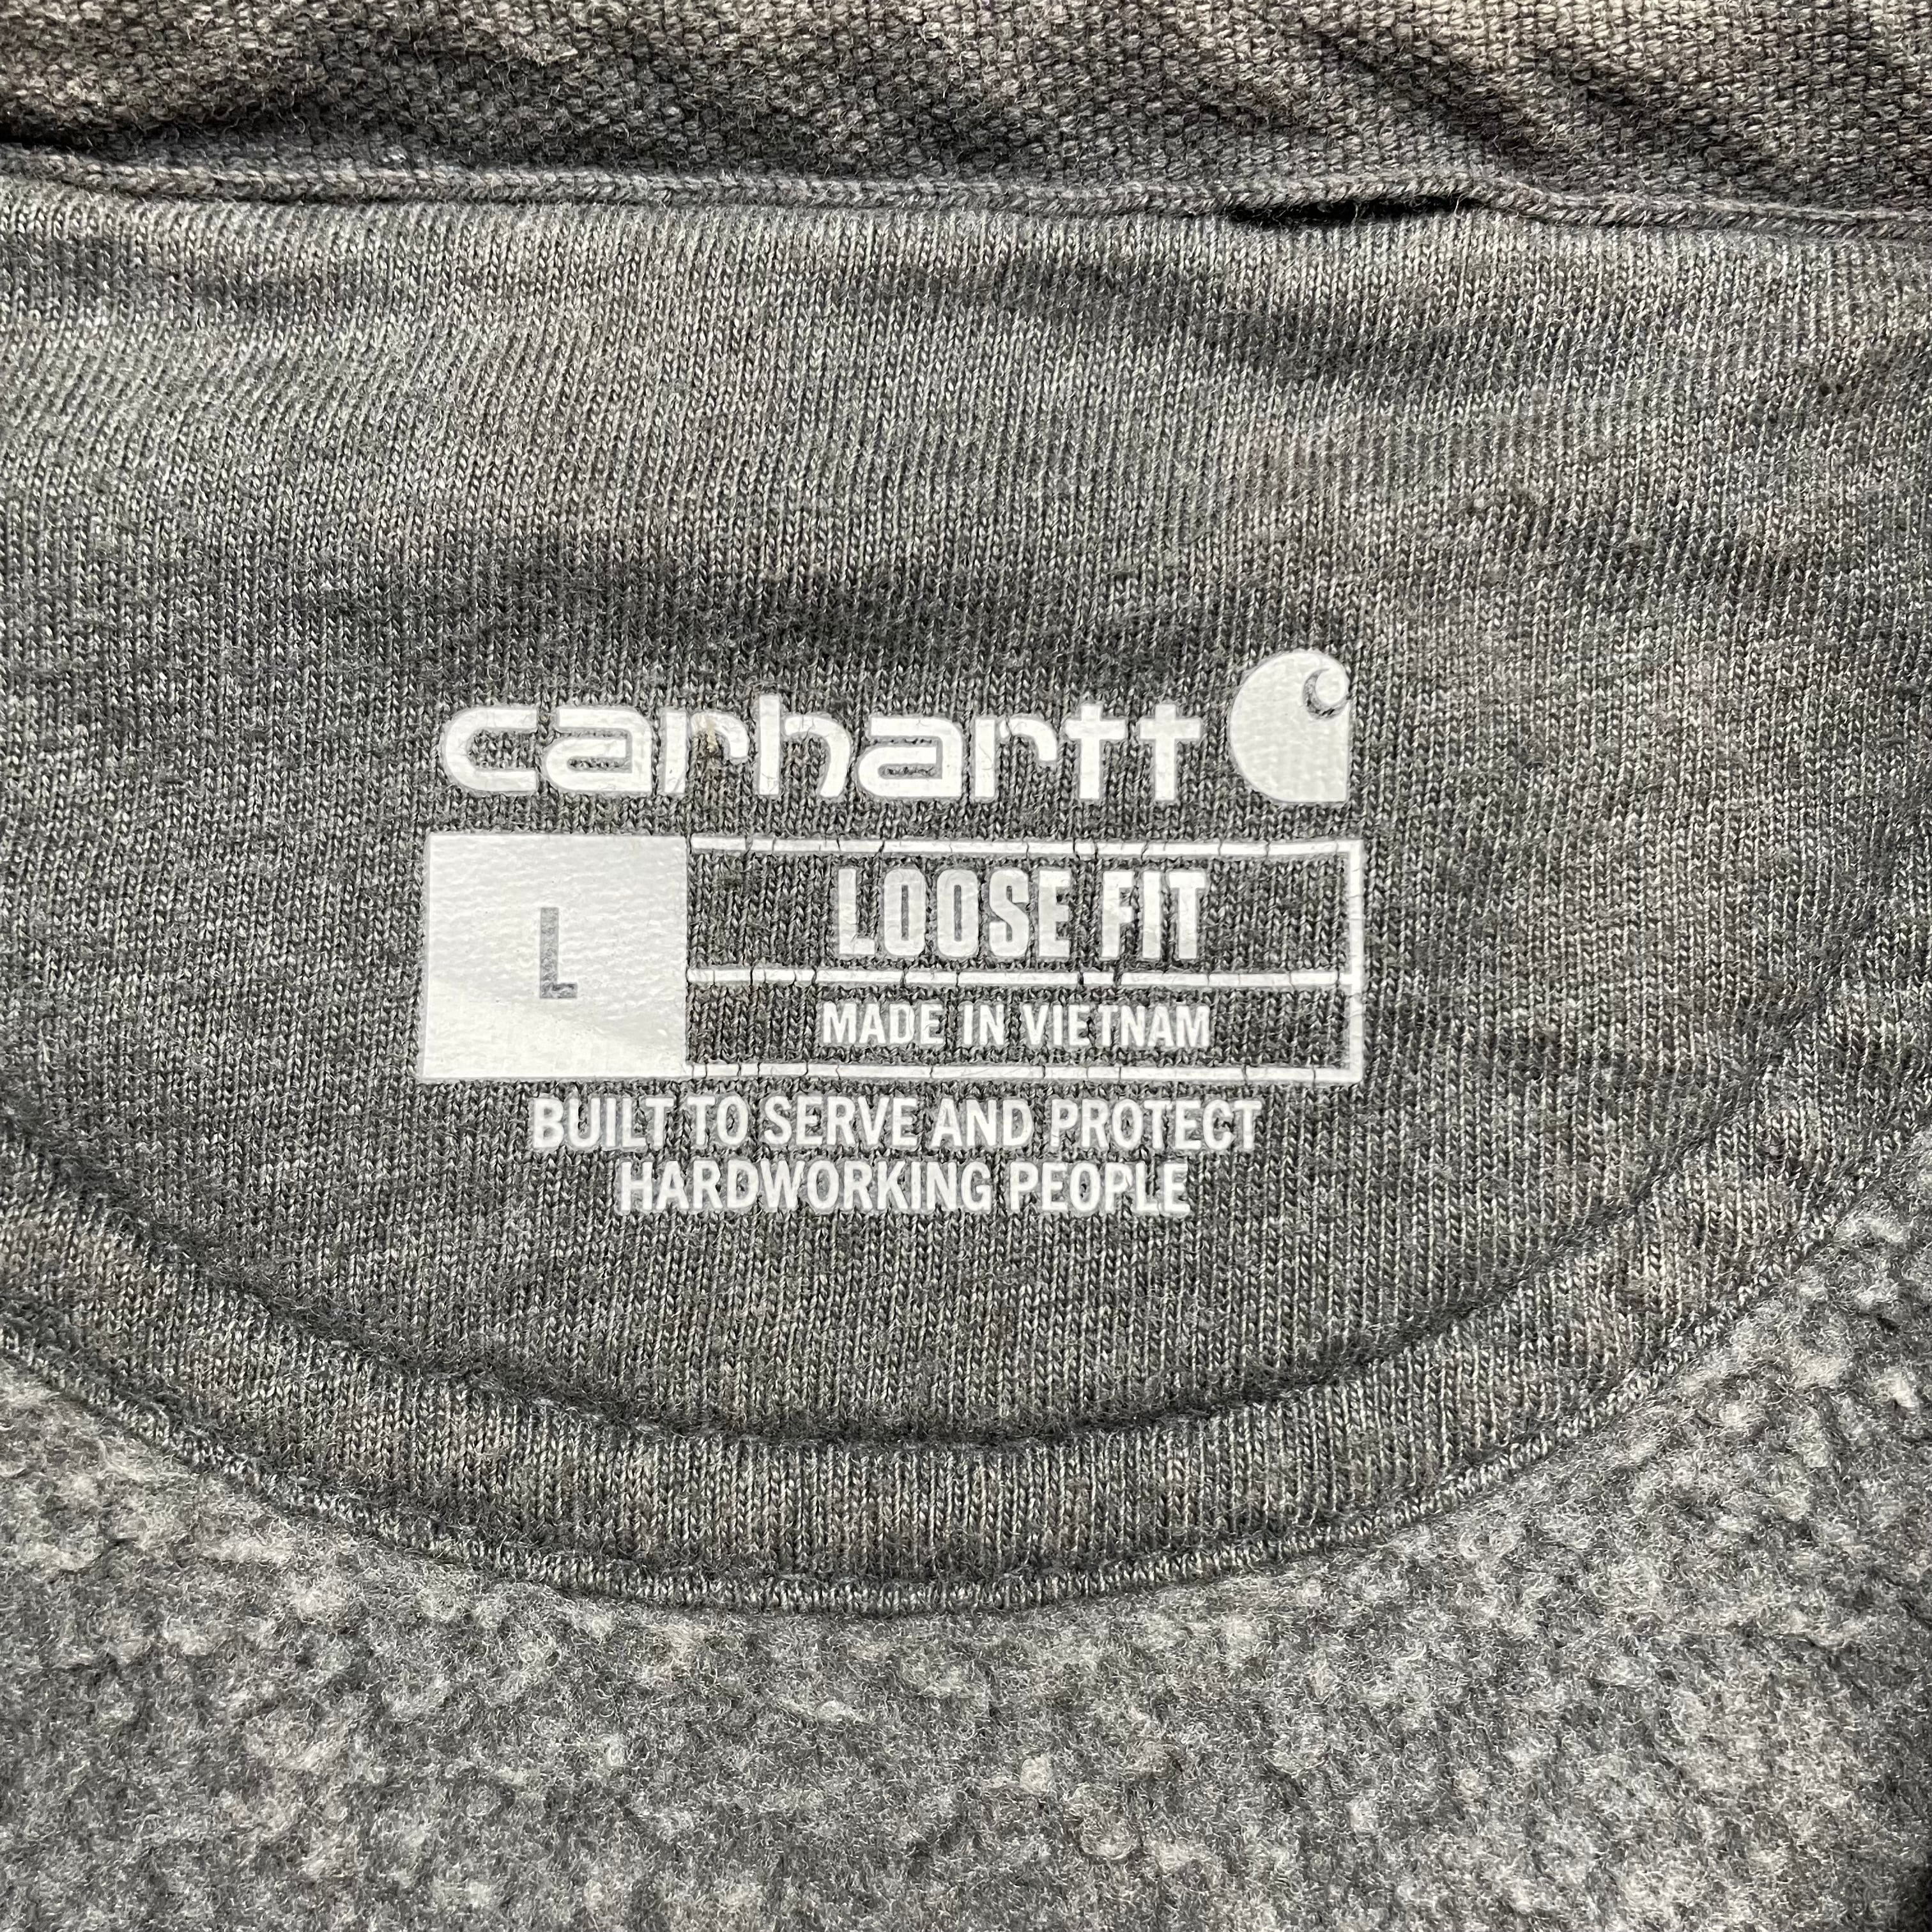 carhartt
L
LOOSE FIT
MADE IN VIETNAM
BUILT TO SERVE AND PROTECT
HARDWORKING PEOPLE